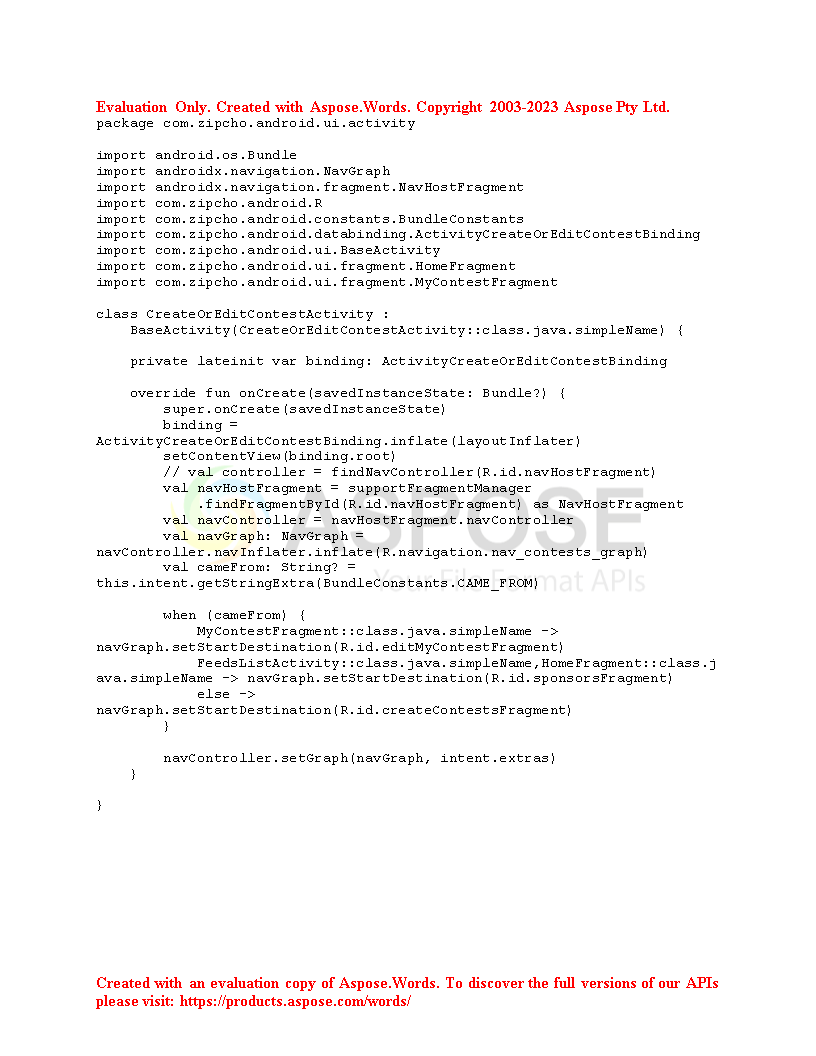 Evaluation Only. Created with Aspose.Words. Copyright 2003-2023 Aspose Pty Ltd.
package com.zipcho.android.ui.activity

import android.os.Bundle
import androidx.navigation.NavGraph
import androidx.navigation.fragment.NavHostFragment
import com.zipcho.android.R
import com.zipcho.android.constants.BundleConstants
import com.zipcho.android.databinding.ActivityCreateOrEditContestBinding
import com.zipcho.android.ui.BaseActivity
import com.zipcho.android.ui.fragment.HomeFragment
import com.zipcho.android.ui.fragment.MyContestFragment

class CreateOrEditContestActivity :
    BaseActivity(CreateOrEditContestActivity::class.java.simpleName) {

    private lateinit var binding: ActivityCreateOrEditContestBinding

    override fun onCreate(savedInstanceState: Bundle?) {
        super.onCreate(savedInstanceState)
        binding =
ActivityCreateOrEditContestBinding.inflate(layoutInflater)
        setContentView(binding.root)
        // val controller = findNavController(R.id.navHostFragment)
        val navHostFragment = supportFragmentManager
            .findFragmentById(R.id.navHostFragment) as NavHostFragment
        val navController = navHostFragment.navController
        val navGraph: NavGraph =
navController.navInflater.inflate(R.navigation.nav_contests_graph)
        val cameFrom: String? =
this.intent.getStringExtra(BundleConstants.CAME_FROM)

        when (cameFrom) {
            MyContestFragment::class.java.simpleName ->
navGraph.setStartDestination(R.id.editMyContestFragment)
            FeedsListActivity::class.java.simpleName,HomeFragment::class.j
ava.simpleName -> navGraph.setStartDestination(R.id.sponsorsFragment)
            else ->
navGraph.setStartDestination(R.id.createContestsFragment)
        }

        navController.setGraph(navGraph, intent.extras)
    }

}
ASPOSE
Your File Format APIs
Created with an evaluation copy of Aspose.Words. To discover the full versions of our APIs
please visit: https://products.aspose.com/words/